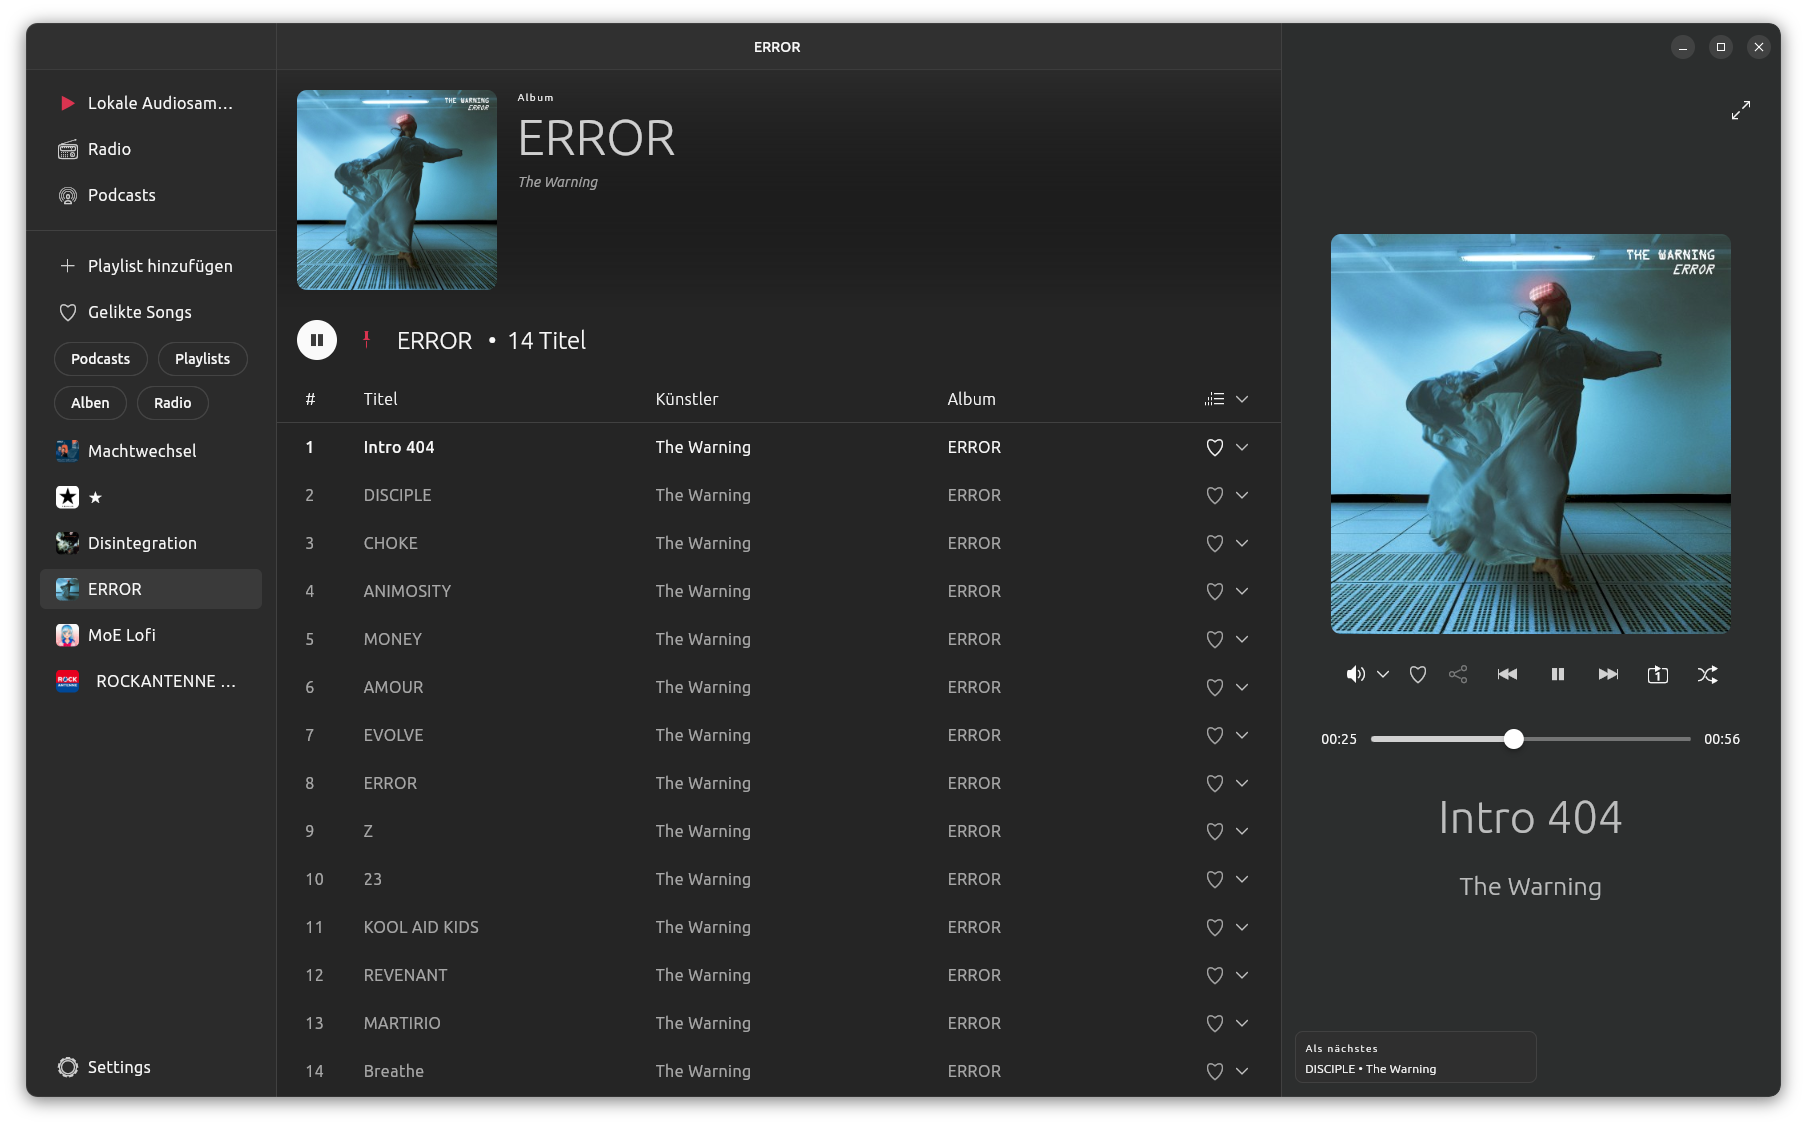 ERROR
Lokale Audiosam…
Radio
Podcasts
Playlist hinzufügen
Gelikte Songs
Podcasts
Playlists
Alben
Radio
Machtwechsel
★
Disintegration
ERROR
MoE Lofi
ROCK ANTENNE
ROCKANTENNE …
Settings
THE WARNING
ERROR
Album
ERROR
The Warning
ERROR • 14 Titel
# Titel Künstler Album
1 Intro 404 The Warning ERROR
2 DISCIPLE The Warning ERROR
3 CHOKE The Warning ERROR
4 ANIMOSITY The Warning ERROR
5 MONEY The Warning ERROR
6 AMOUR The Warning ERROR
7 EVOLVE The Warning ERROR
8 ERROR The Warning ERROR
9 Z The Warning ERROR
10 23 The Warning ERROR
11 KOOL AID KIDS The Warning ERROR
12 REVENANT The Warning ERROR
13 MARTIRIO The Warning ERROR
14 Breathe The Warning ERROR
THE WARNING
ERROR
1
00:25 00:56
Intro 404
The Warning
Als nächstes
DISCIPLE • The Warning